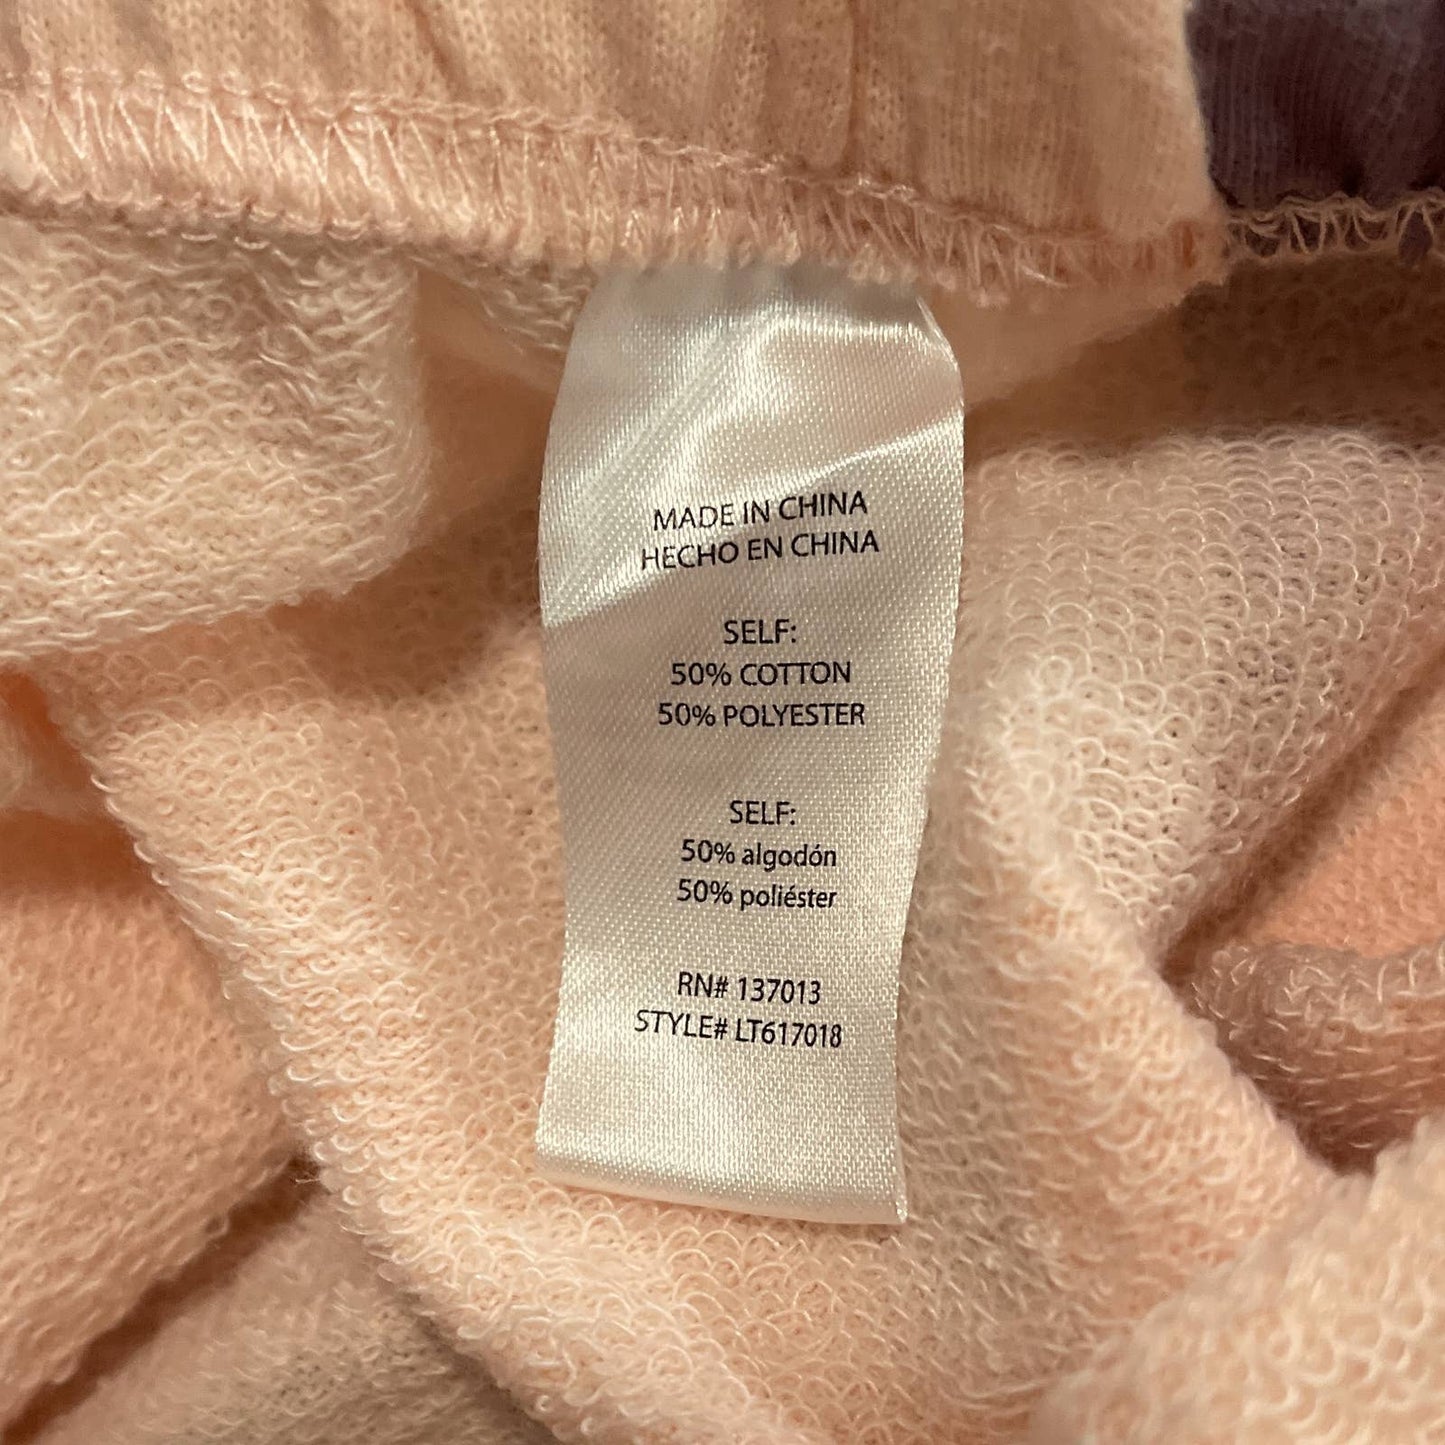 MADE IN CHINA
HECHO EN CHINA
SELF:
50% COTTON
50% POLYESTER
SELF:
50% algodón
50% poliéster
RN# 137013
STYLE# LT617018